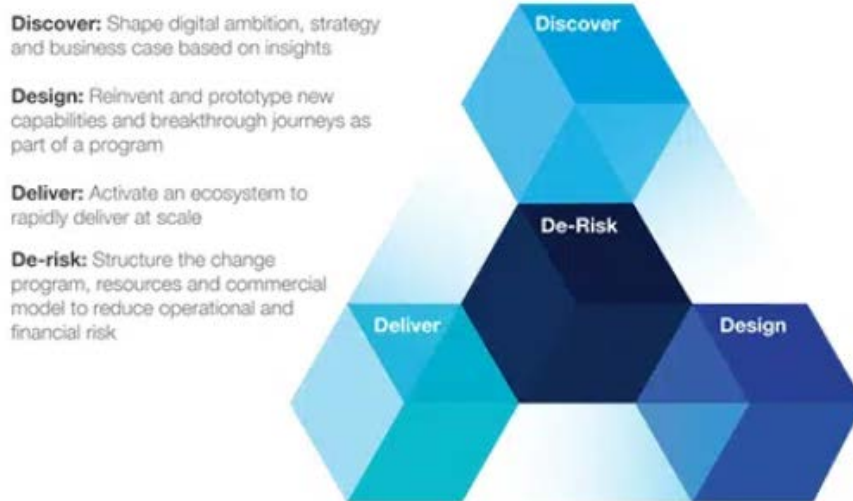 Discover: Shape digital ambition, strategy
and business case based on insights
Design: Reinvent and prototype new
capabilities and breakthrough journeys as
part of a program
Deliver: Activate an ecosystem to
rapidly deliver at scale
De-risk: Structure the change
program, resources and commercial
model to reduce operational and
financial risk
Discover
De-Risk
Deliver
Design